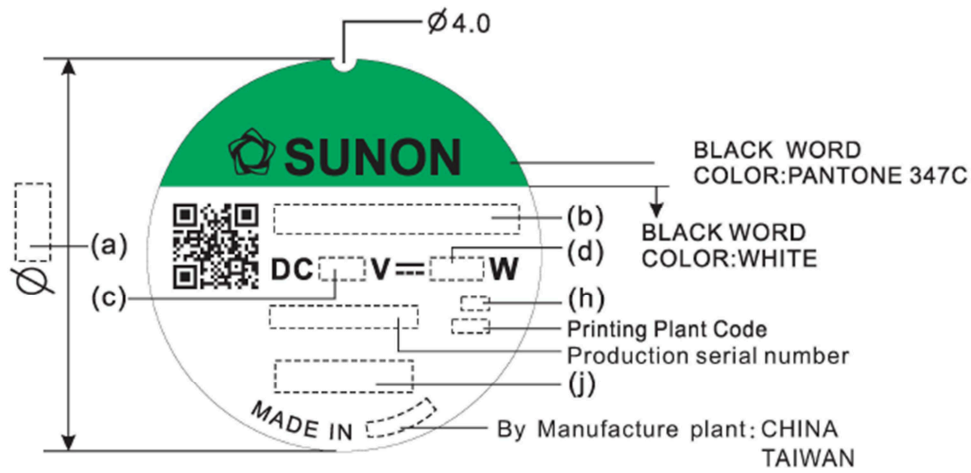 Ø4.0
SUNON
BLACK WORD
COLOR:PANTONE 347C
BLACK WORD
COLOR:WHITE
(a)
Ø
(b)
(c)
DC V⎓ W
(d)
(h)
Printing Plant Code
Production serial number
(j)
MADE IN
By Manufacture plant: CHINA
TAIWAN